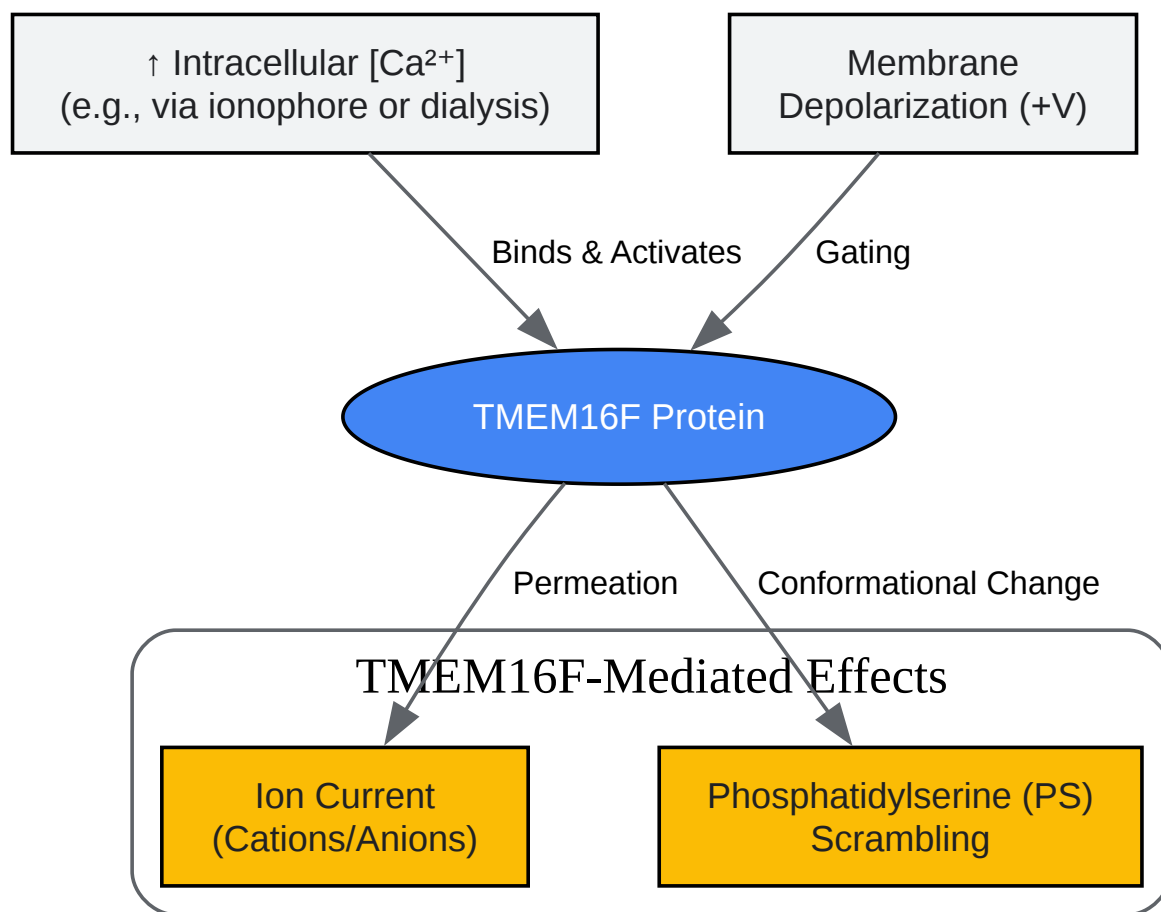 ↑ Intracellular [Ca²⁺]
(e.g., via ionophore or dialysis)
Membrane
Depolarization (+V)
Binds & Activates
Gating
TMEM16F Protein
Permeation
Conformational Change
TMEM16F-Mediated Effects
Ion Current
(Cations/Anions)
Phosphatidylserine (PS)
Scrambling